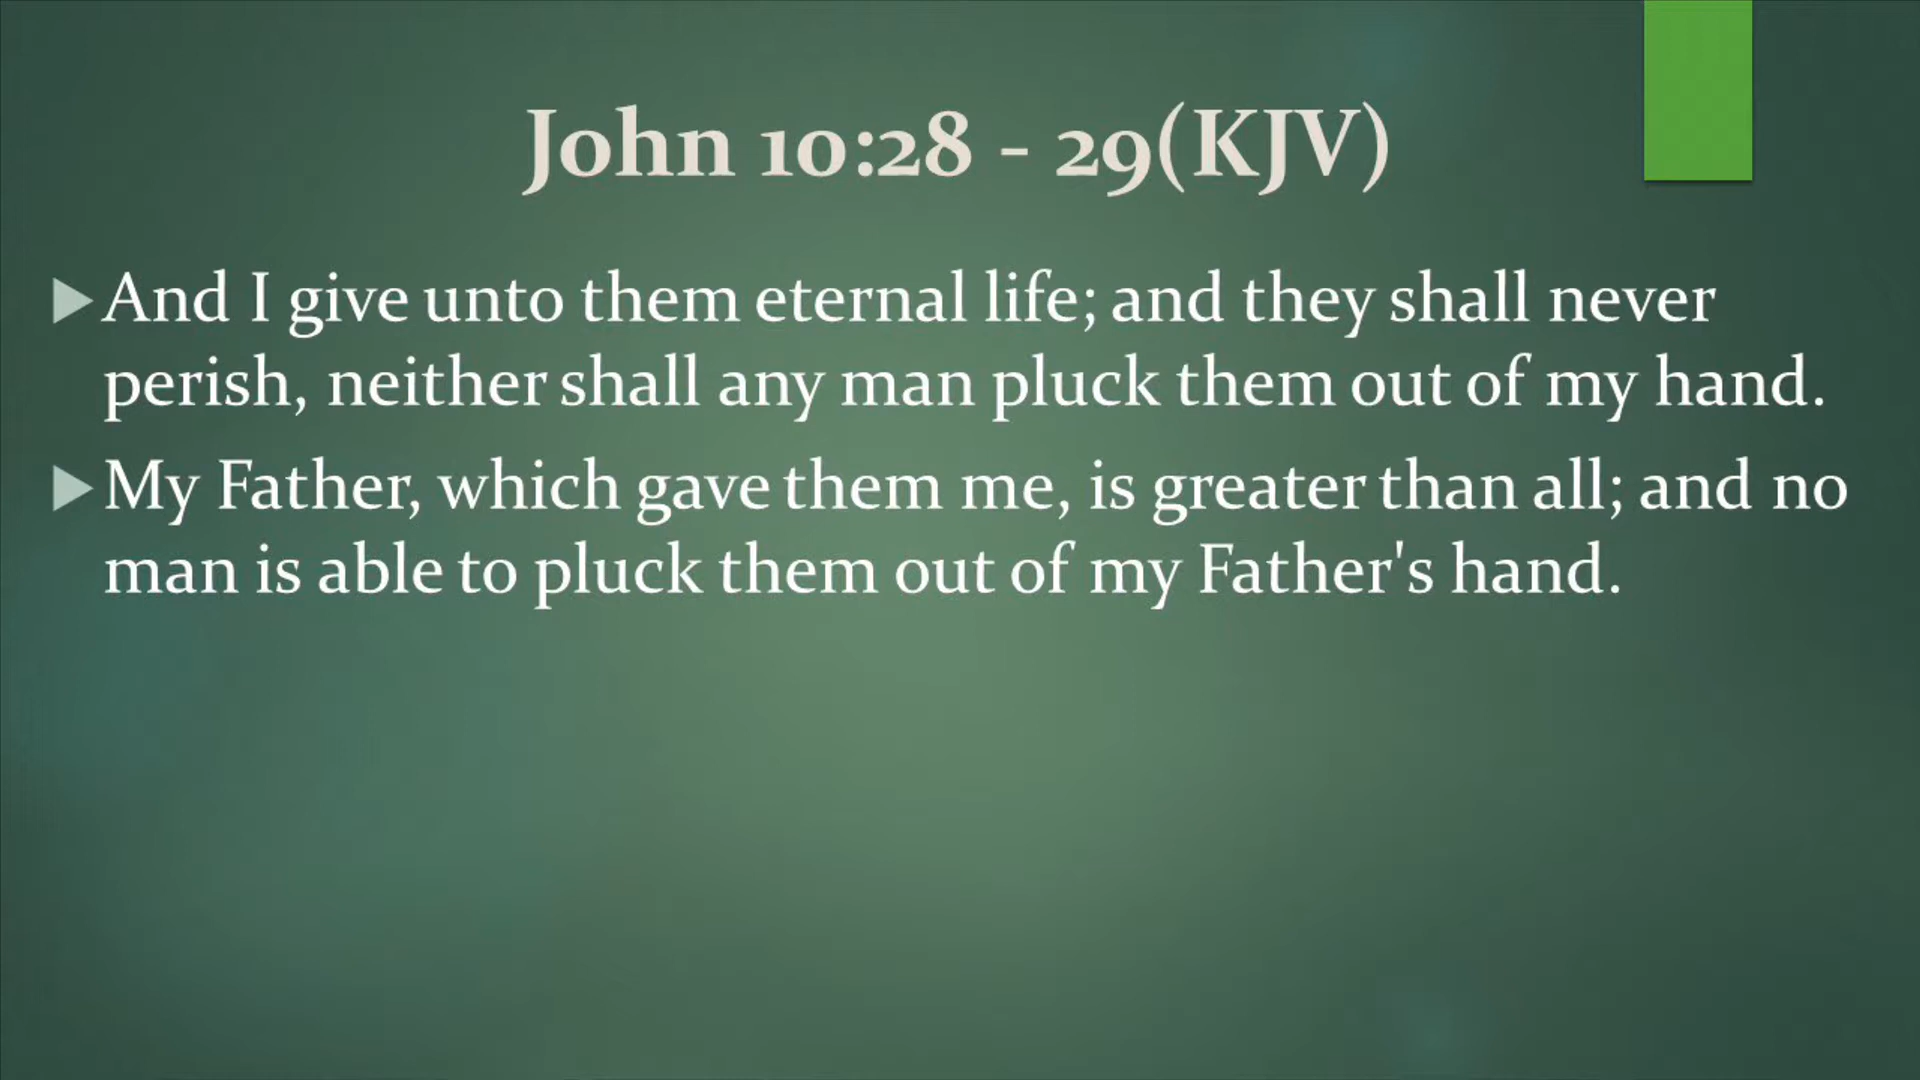 John 10:28 - 29(KJV)
And I give unto them eternal life; and they shall never
perish, neither shall any man pluck them out of my hand.
My Father, which gave them me, is greater than all; and no
man is able to pluck them out of my Father's hand.